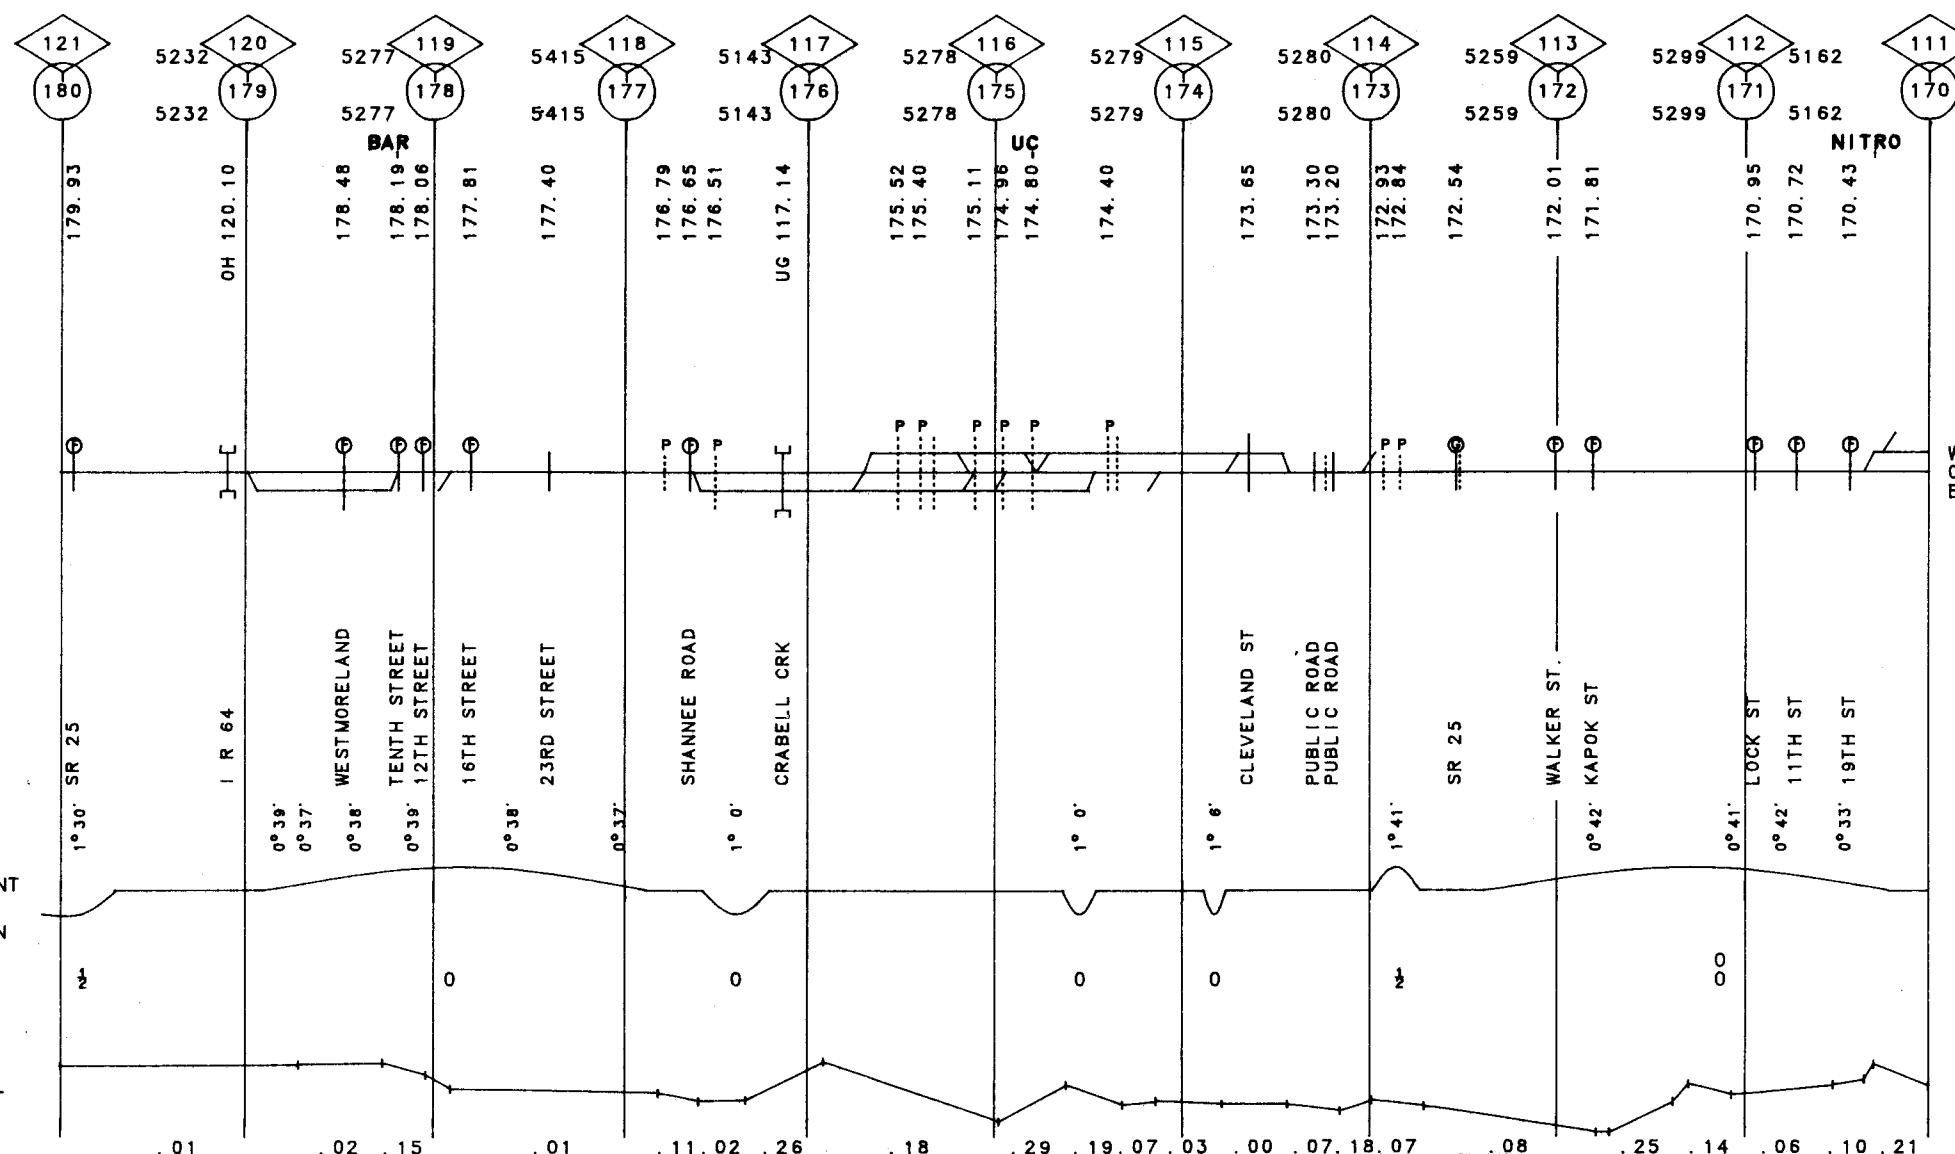 121 120 119 118 117 116 115 114 113 112 111
5232 5277 5415 5143 5278 5279 5280 5259 5299 5162
180 179 178 177 176 175 174 173 172 171 170
5232 5277 5415 5143 5278 5279 5280 5259 5299 5162
BAR UC NITRO
179.93
OH 120.10
178.48
178.19
178.06
177.81
177.40
176.79
176.65
176.51
UG 117.14
175.52
175.40
175.11
174.96
174.80
174.40
173.65
173.30
173.20
172.93
172.84
172.54
172.01
171.81
170.95
170.72
170.43
P P P P P P P P P P
F F F F F F G F F F F F
SR 25
I R 64
WESTMORELAND
TENTH STREET
12TH STREET
16TH STREET
23RD STREET
SHANNEE ROAD
CRABELL CRK
CLEVELAND ST
PUBLIC ROAD
PUBLIC ROAD
SR 25
WALKER ST.
KAPOK ST
LOCK ST
11TH ST
19TH ST
1°30'
0°39'
0°37'
0°38'
0°39'
0°38'
0°37'
1° 0'
1° 0'
1° 6'
1°41'
0°42'
0°41'
0°42'
0°33'
NT
N
0
½ 0 0 0 0 ½ 0
.01 .02 .15 .01 .11 .02 .26 .18 .29 .19 .07 .03 .00 .07 .18 .07 .08 .25 .14 .06 .10 .21